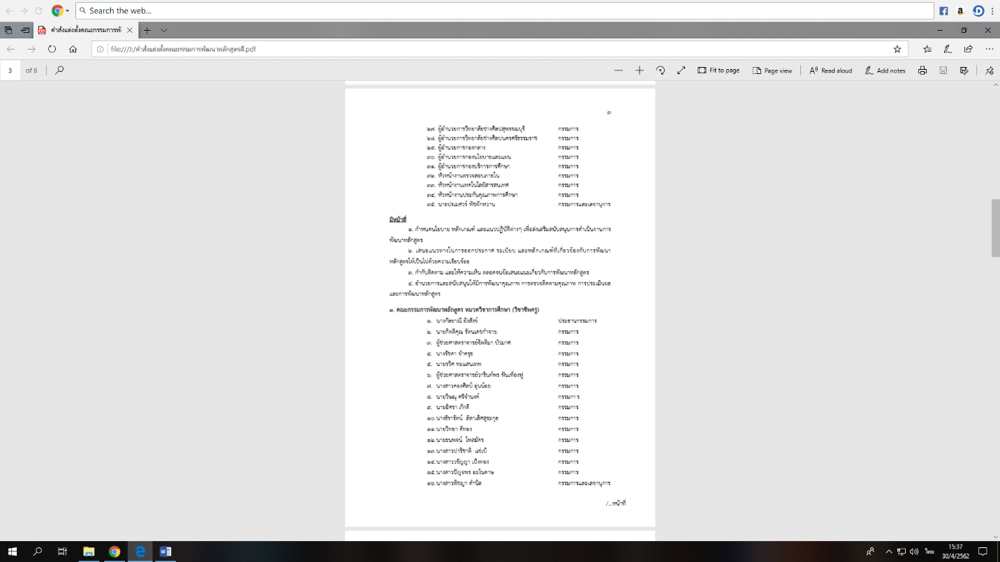 Search the web...
คำสั่งแต่งตั้งคณะกรรมการพั
file:///J:/คำสั่งแต่งตั้งคณะกรรมการพัฒนาหลักสูตรศึ.pdf
3 of 8 Fit to page Page view Read aloud Add notes
๓
๒๗. ผู้อำนวยการวิทยาลัยช่างศิลปสุพรรณบุรี กรรมการ
๒๘. ผู้อำนวยการวิทยาลัยช่างศิลปนครศรีธรรมราช กรรมการ
๒๙. ผู้อำนวยการกองกลาง กรรมการ
๓๐. ผู้อำนวยการกองนโยบายและแผน กรรมการ
๓๑. ผู้อำนวยการกองบริการการศึกษา กรรมการ
๓๒. หัวหน้างานตรวจสอบภายใน กรรมการ
๓๓. หัวหน้างานเทคโนโลยีสารสนเทศ กรรมการ
๓๔. หัวหน้างานประกันคุณภาพการศึกษา กรรมการ
๓๕. นายปรเมศวร์ พืชผักหวาน กรรมการและเลขานุการ
มีหน้าที่
๑. กำหนดนโยบาย หลักเกณฑ์ และแนวปฏิบัติต่างๆ เพื่อส่งเสริมสนับสนุนการดำเนินงานการ
พัฒนาหลักสูตร
๒. เสนอแนวทางในการออกประกาศ ระเบียบ และหลักเกณฑ์ที่เกี่ยวข้องกับการพัฒนา
หลักสูตรให้เป็นไปด้วยความเรียบร้อย
๓. กำกับติดตาม และให้ความเห็น ตลอดจนข้อเสนอแนะเกี่ยวกับการพัฒนาหลักสูตร
๔. อำนวยการและสนับสนุนให้มีการพัฒนาคุณภาพ การตรวจติดตามคุณภาพ การประเมินผล
และการพัฒนาหลักสูตร
๓. คณะกรรมการพัฒนาหลักสูตร หมวดวิชาการศึกษา (วิชาชีพครู)
๑. นางกัลยาณี ยังสังข์ ประธานกรรมการ
๒. นายกิตติคุณ รัตนเดชกำจาย กรรมการ
๓. ผู้ช่วยศาสตราจารย์จิตติมา บัวมาศ กรรมการ
๔. นางรัชดา ขำครุธ กรรมการ
๕. นายรวิศ ทะแสนเทพ กรรมการ
๖. ผู้ช่วยศาสตราจารย์วารินท์พร ฟันเฟื่องฟู กรรมการ
๗. นางสาวคองศิลป์ อุ่นน้อย กรรมการ
๘. นายวิษณุ ศรีจำนงค์ กรรมกา ร
๙. นายอิศรา ภักดี กรรมการ
๑๐.นางธีรารัตน์ ลีลาเลิศสุระกุล กรรมการ
๑๑.นายวิทยา ดีทอง กรรมการ
๑๒.นายธนพจน์ โพสมัคร กรรมการ
๑๓.นางสาวปาริชาติ แซ่เบ๊ กรรมการ
๑๔.นางสาววรัญญา เป้งทอง กรรมการ
๑๕.นางสาวปัญจพร อะโนดาษ กรรมการ
๑๖.นางสาวพิชญา ดำนิล กรรมการและเลขานุการ
/...หน้าที่
ไทย
15:37
30/4/2562